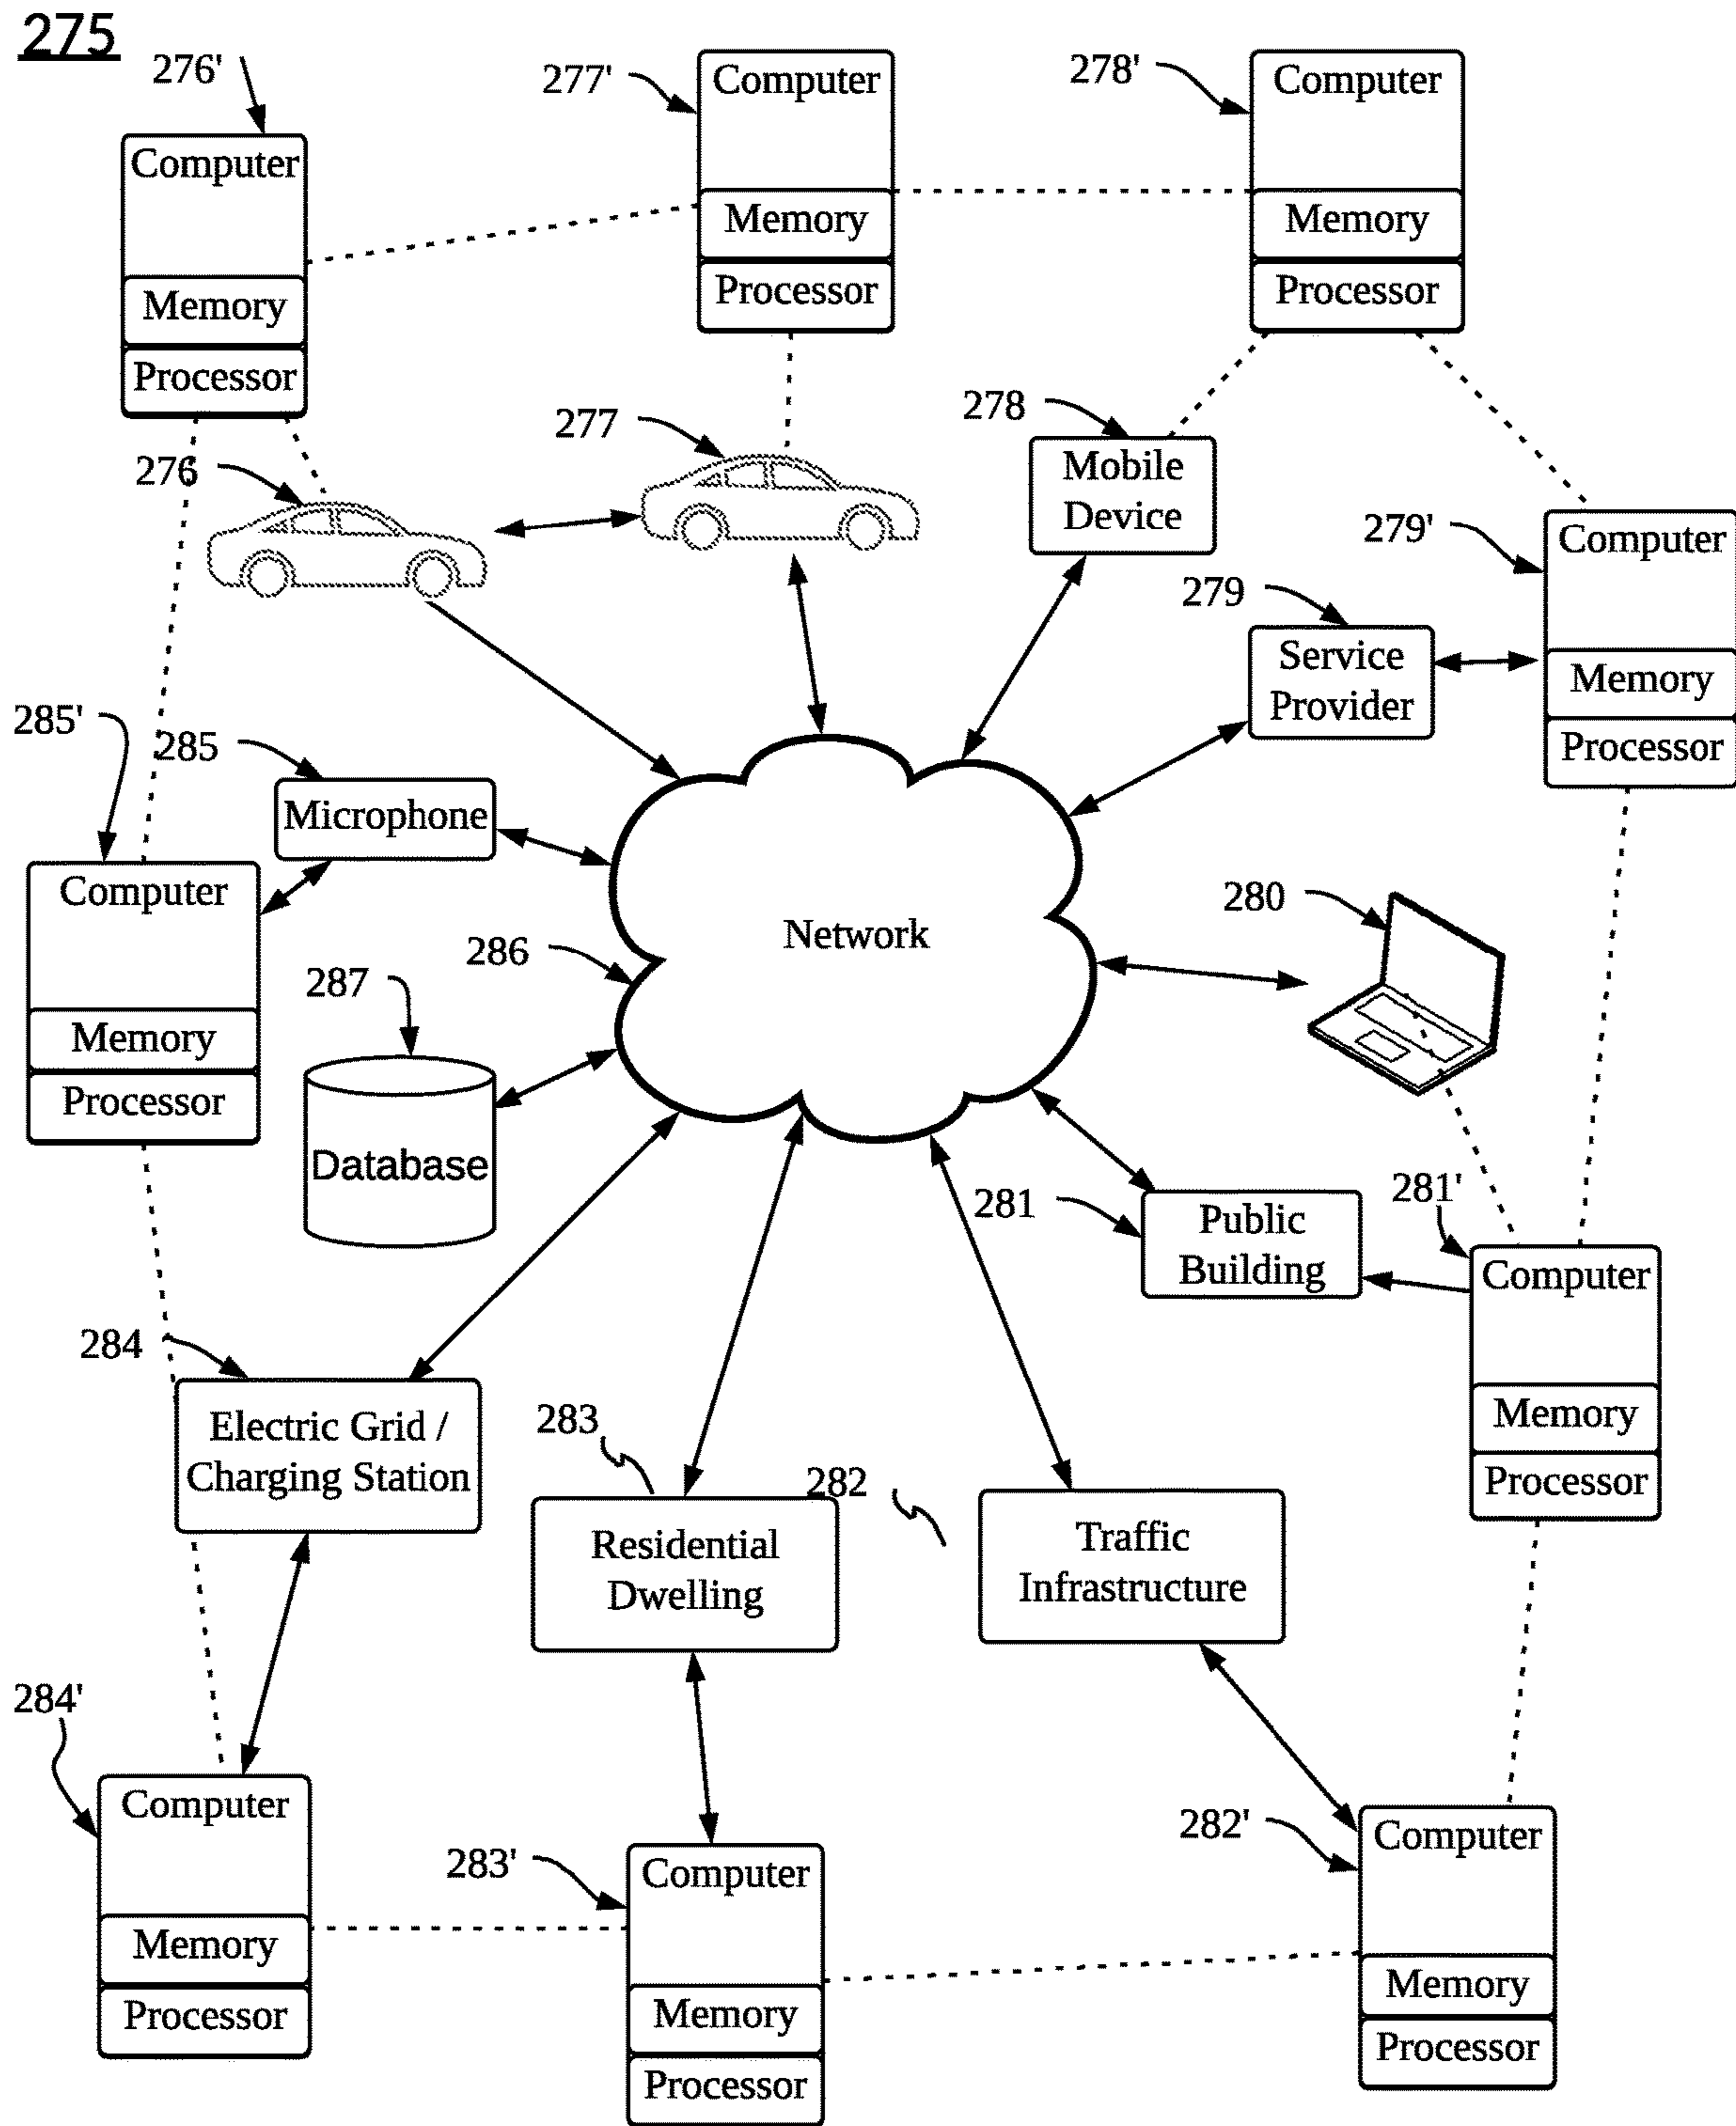 275
276'
277'
278'
Computer
Memory
Processor
Computer
Memory
Processor
Computer
Memory
Processor
276
277
278
Mobile
Device
279'
Computer
Memory
Processor
279
Service
Provider
285'
285
Microphone
Computer
Memory
Processor
286
Network
280
287
Database
281
Public
Building
281'
Computer
Memory
Processor
284
Electric Grid /
Charging Station
283
Residential
Dwelling
282
Traffic
Infrastructure
284'
Computer
Memory
Processor
283'
Computer
Memory
Processor
282'
Computer
Memory
Processor